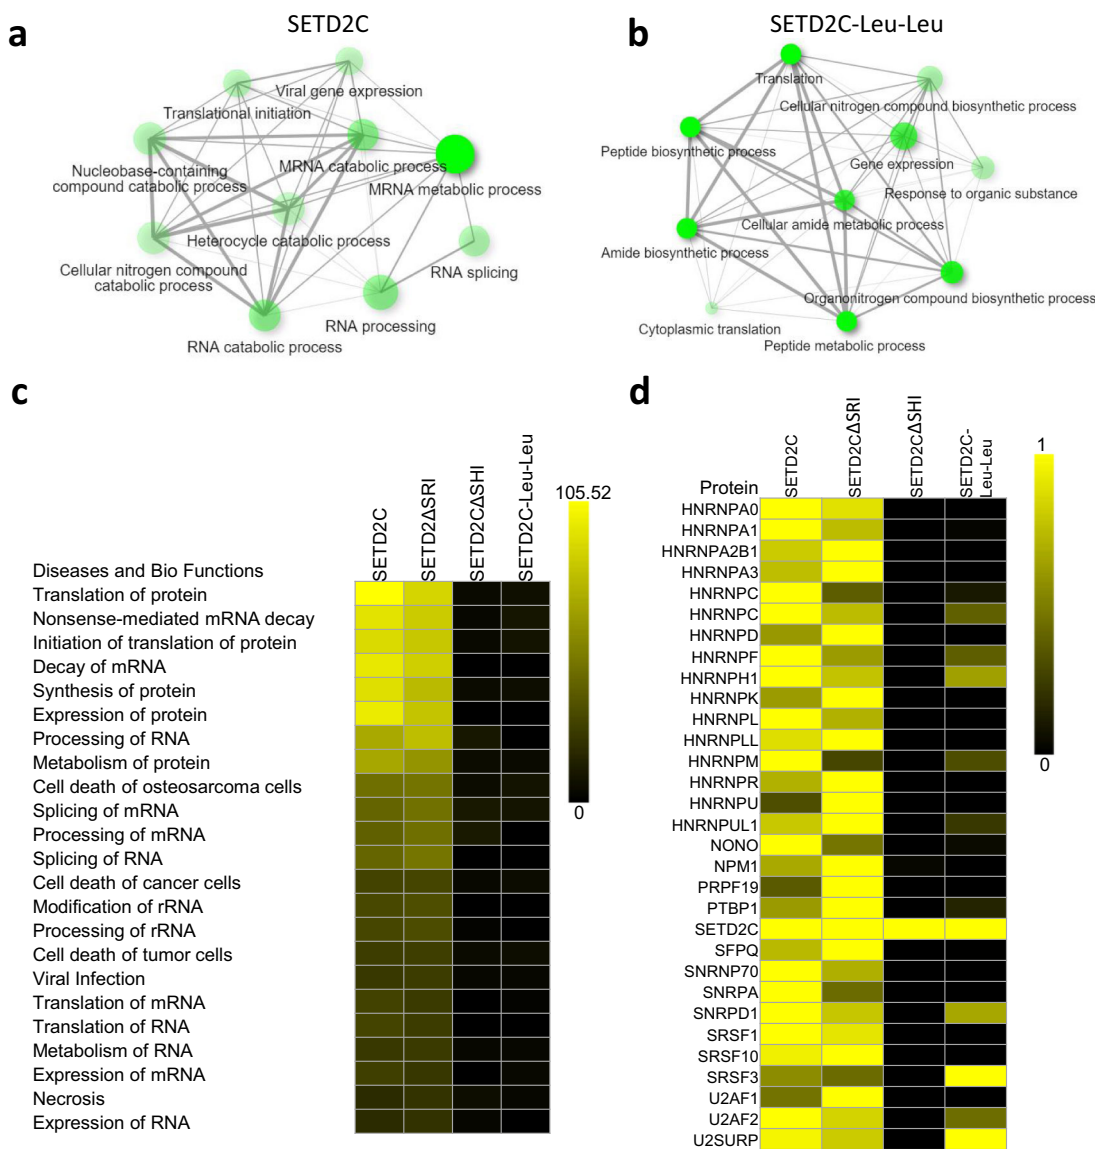 a
SETD2C
Viral gene expression
Translational initiation
MRNA catabolic process
Nucleobase-containing
compound catabolic process
MRNA metabolic process
Heterocycle catabolic process
Cellular nitrogen compound
catabolic process
RNA splicing
RNA processing
RNA catabolic process
b
SETD2C-Leu-Leu
Translation
Cellular nitrogen compound biosynthetic process
Peptide biosynthetic process
Gene expression
Response to organic substance
Cellular amide metabolic process
Amide biosynthetic process
Organonitrogen compound biosynthetic process
Cytoplasmic translation
Peptide metabolic process
c
SETD2C
SETD2ΔSRI
SETD2CΔSHI
SETD2C-Leu-Leu
105.52
0
Diseases and Bio Functions
Translation of protein
Nonsense-mediated mRNA decay
Initiation of translation of protein
Decay of mRNA
Synthesis of protein
Expression of protein
Processing of RNA
Metabolism of protein
Cell death of osteosarcoma cells
Splicing of mRNA
Processing of mRNA
Splicing of RNA
Cell death of cancer cells
Modification of rRNA
Processing of rRNA
Cell death of tumor cells
Viral Infection
Translation of mRNA
Translation of RNA
Metabolism of RNA
Expression of mRNA
Necrosis
Expression of RNA
d
SETD2C
SETD2CΔSRI
SETD2CΔSHI
SETD2C-
Leu-Leu
1
0
Protein
HNRNPA0
HNRNPA1
HNRNPA2B1
HNRNPA3
HNRNPC
HNRNPC
HNRNPD
HNRNPF
HNRNPH1
HNRNPK
HNRNPL
HNRNPLL
HNRNPM
HNRNPR
HNRNPU
HNRNPUL1
NONO
NPM1
PRPF19
PTBP1
SETD2C
SFPQ
SNRNP70
SNRPA
SNRPD1
SRSF1
SRSF10
SRSF3
U2AF1
U2AF2
U2SURP